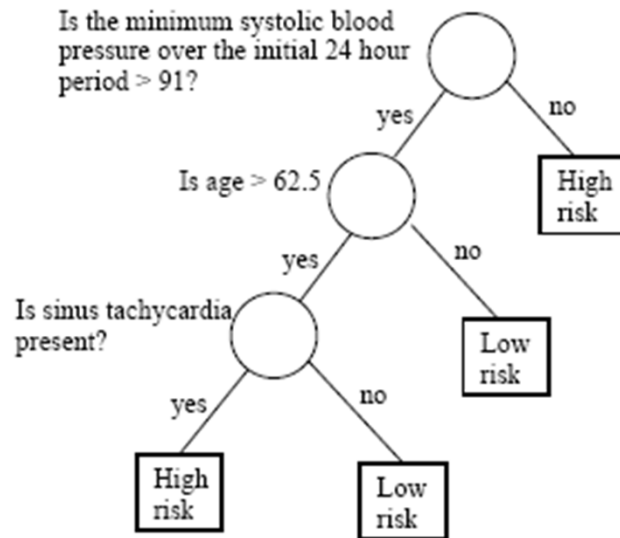 Is the minimum systolic blood
pressure over the initial 24 hour
period > 91?
yes
no
Is age > 62.5
High
risk
yes
no
Is sinus tachycardia
present?
Low
risk
yes
no
High
risk
Low
risk